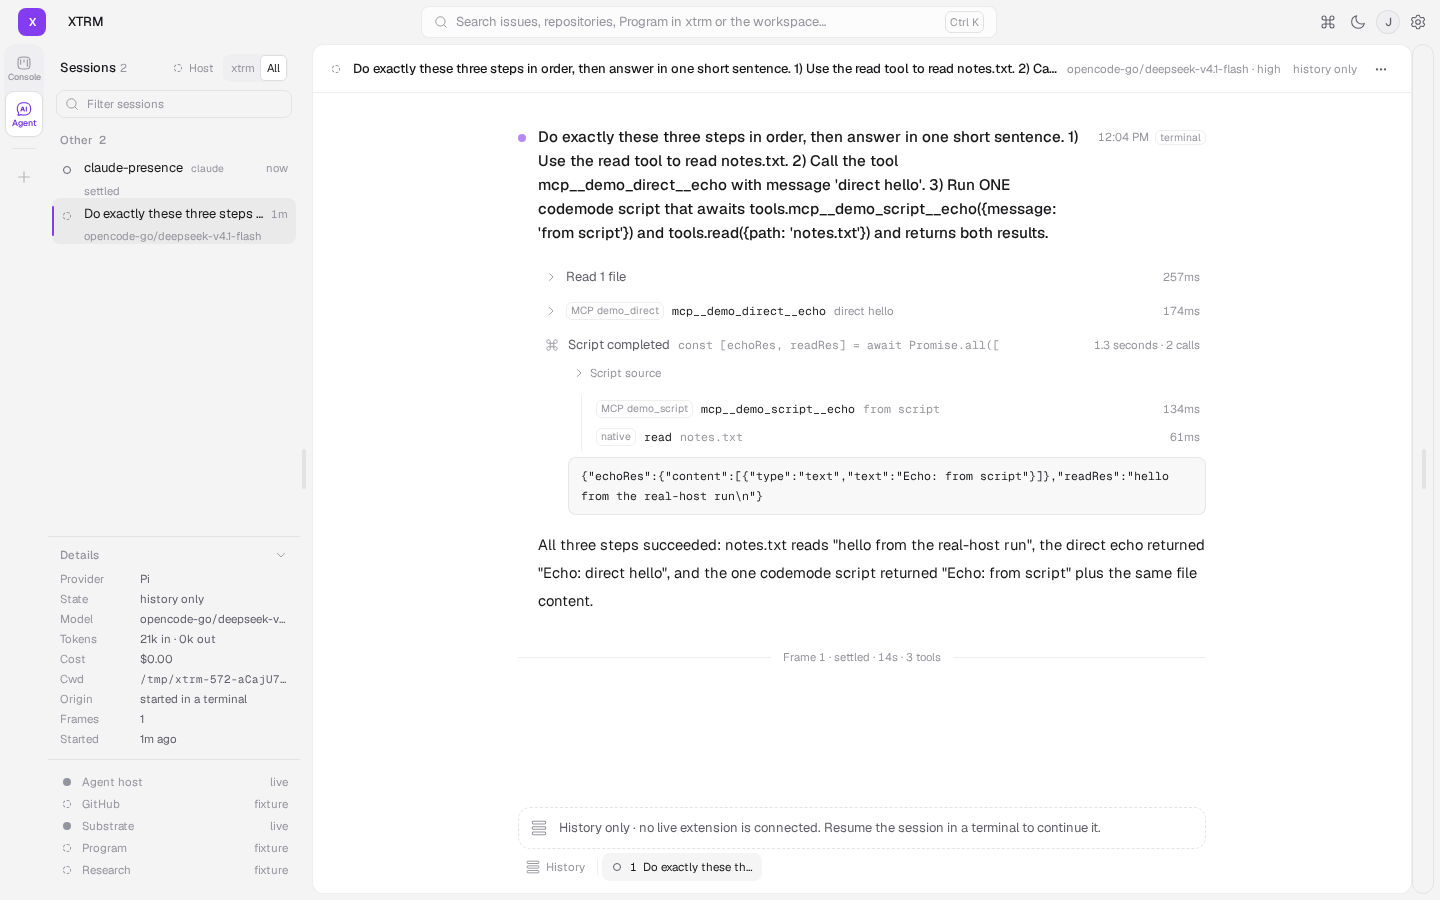 X
XTRM
Search issues, repositories, Program in xtrm or the workspace…
Ctrl K
J
Console
AI
Agent
Sessions 2
Host
xtrm
All
Filter sessions
Other 2
claude-presence claude now
settled
Do exactly these three steps … 1m
opencode-go/deepseek-v4.1-flash
Details
Provider Pi
State history only
Model opencode-go/deepseek-v…
Tokens 21k in · 0k out
Cost $0.00
Cwd /tmp/xtrm-572-aCajU7…
Origin started in a terminal
Frames 1
Started 1m ago
Agent host live
GitHub fixture
Substrate live
Program fixture
Research fixture
Do exactly these three steps in order, then answer in one short sentence. 1) Use the read tool to read notes.txt. 2) Ca… opencode-go/deepseek-v4.1-flash · high history only
Do exactly these three steps in order, then answer in one short sentence. 1) 12:04 PM terminal
Use the read tool to read notes.txt. 2) Call the tool
mcp__demo_direct__echo with message 'direct hello'. 3) Run ONE
codemode script that awaits tools.mcp__demo_script__echo({message:
'from script'}) and tools.read({path: 'notes.txt'}) and returns both results.
Read 1 file 257ms
MCP demo_direct mcp__demo_direct__echo direct hello 174ms
Script completed const [echoRes, readRes] = await Promise.all([ 1.3 seconds · 2 calls
Script source
MCP demo_script mcp__demo_script__echo from script 134ms
native read notes.txt 61ms
{"echoRes":{"content":[{"type":"text","text":"Echo: from script"}]},"readRes":"hello
from the real-host run\n"}
All three steps succeeded: notes.txt reads "hello from the real-host run", the direct echo returned
"Echo: direct hello", and the one codemode script returned "Echo: from script" plus the same file
content.
Frame 1 · settled · 14s · 3 tools
History only · no live extension is connected. Resume the session in a terminal to continue it.
History 1 Do exactly these th…